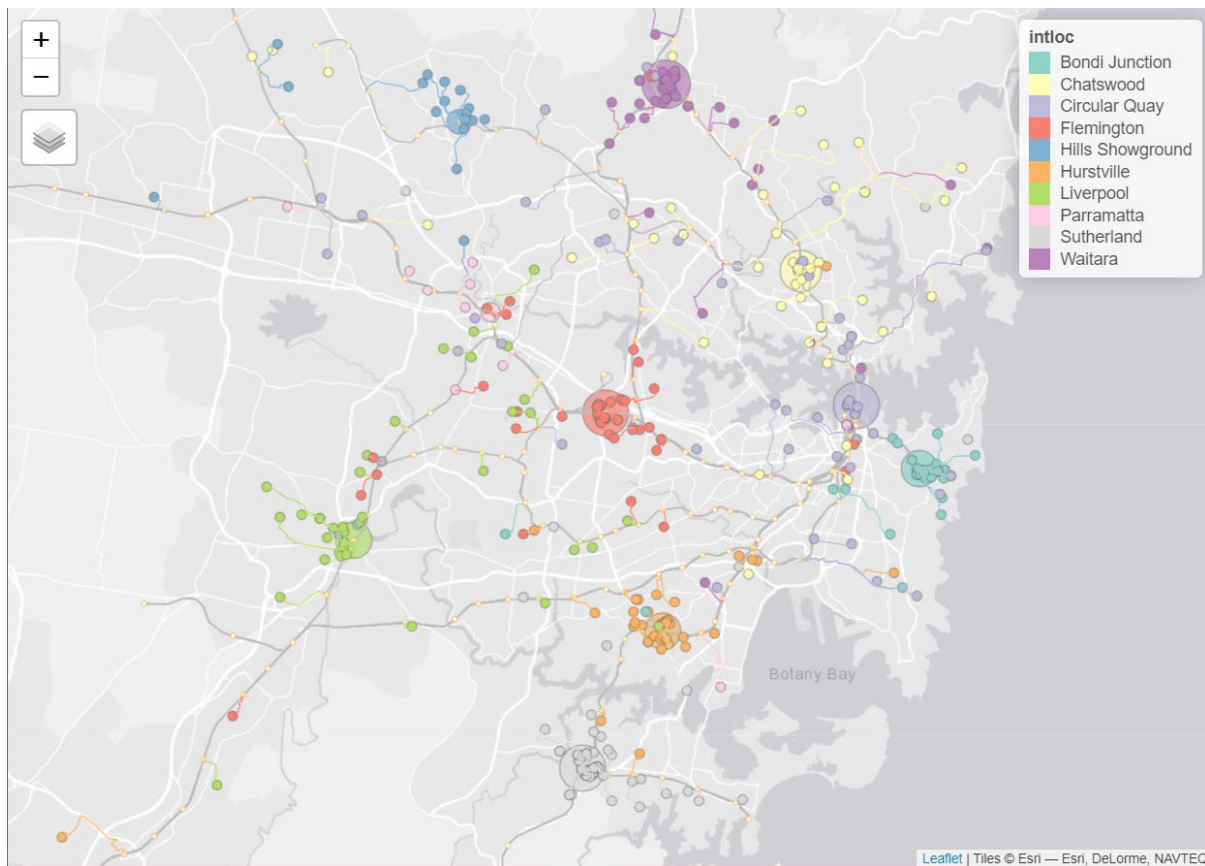 +
−
intloc
Bondi Junction
Chatswood
Circular Quay
Flemington
Hills Showground
Hurstville
Liverpool
Parramatta
Sutherland
Waitara
Botany Bay
Leaflet | Tiles © Esri — Esri, DeLorme, NAVTEQ